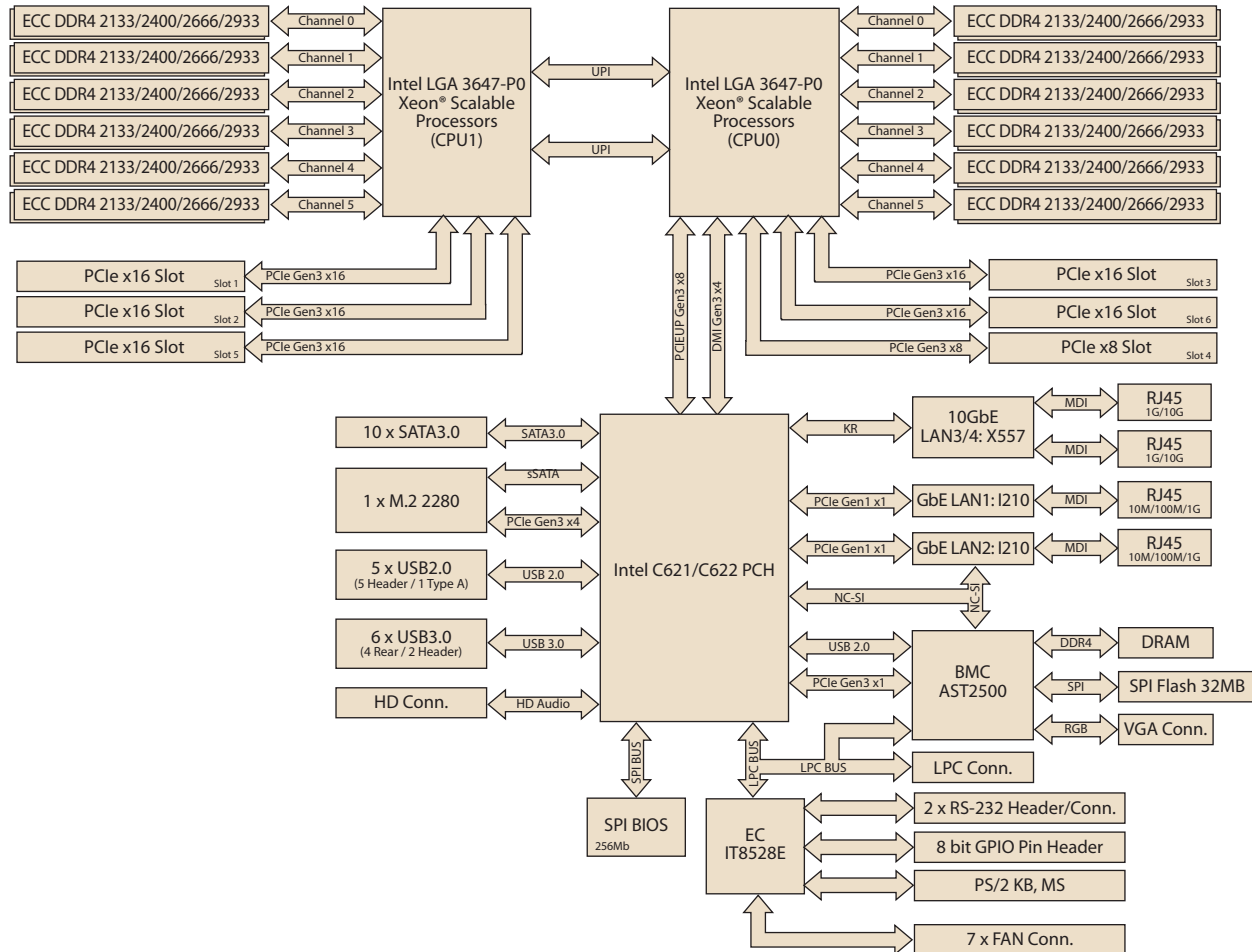 ECC DDR4 2133/2400/2666/2933
Channel 0
ECC DDR4 2133/2400/2666/2933
Channel 1
ECC DDR4 2133/2400/2666/2933
Channel 2
ECC DDR4 2133/2400/2666/2933
Channel 3
ECC DDR4 2133/2400/2666/2933
Channel 4
ECC DDR4 2133/2400/2666/2933
Channel 5
Intel LGA 3647-P0
Xeon® Scalable
Processors
(CPU1)
UPI
UPI
Intel LGA 3647-P0
Xeon® Scalable
Processors
(CPU0)
Channel 0
ECC DDR4 2133/2400/2666/2933
Channel 1
ECC DDR4 2133/2400/2666/2933
Channel 2
ECC DDR4 2133/2400/2666/2933
Channel 3
ECC DDR4 2133/2400/2666/2933
Channel 4
ECC DDR4 2133/2400/2666/2933
Channel 5
ECC DDR4 2133/2400/2666/2933
PCIe x16 Slot
Slot 1
PCIe Gen3 x16
PCIe x16 Slot
Slot 2
PCIe Gen3 x16
PCIe x16 Slot
Slot 5
PCIe Gen3 x16
PCIEUP Gen3 x8
DMI Gen3 x4
PCIe Gen3 x16
PCIe x16 Slot
Slot 3
PCIe Gen3 x16
PCIe x16 Slot
Slot 6
PCIe Gen3 x8
PCIe x8 Slot
Slot 4
10 x SATA3.0
SATA3.0
1 x M.2 2280
sSATA
PCIe Gen3 x4
5 x USB2.0
(5 Header / 1 Type A)
USB 2.0
6 x USB3.0
(4 Rear / 2 Header)
USB 3.0
HD Conn.
HD Audio
Intel C621/C622 PCH
KR
10GbE
LAN3/4: X557
MDI
RJ45
1G/10G
MDI
RJ45
1G/10G
PCIe Gen1 x1
GbE LAN1: I210
MDI
RJ45
10M/100M/1G
PCIe Gen1 x1
GbE LAN2: I210
MDI
RJ45
10M/100M/1G
NC-SI
NC-SI
USB 2.0
PCIe Gen3 x1
BMC
AST2500
DDR4
DRAM
SPI
SPI Flash 32MB
RGB
VGA Conn.
SPI BUS
LPC BUS
LPC BUS
LPC Conn.
SPI BIOS
256Mb
EC
IT8528E
2 x RS-232 Header/Conn.
8 bit GPIO Pin Header
PS/2 KB, MS
7 x FAN Conn.